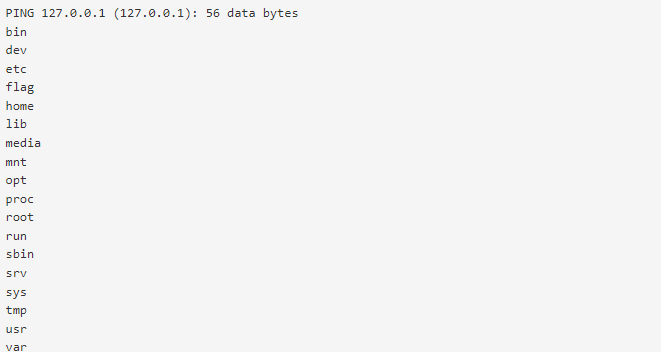 PING 127.0.0.1 (127.0.0.1): 56 data bytes
bin
dev
etc
flag
home
lib
media
mnt
opt
proc
root
run
sbin
srv
sys
tmp
usr
var